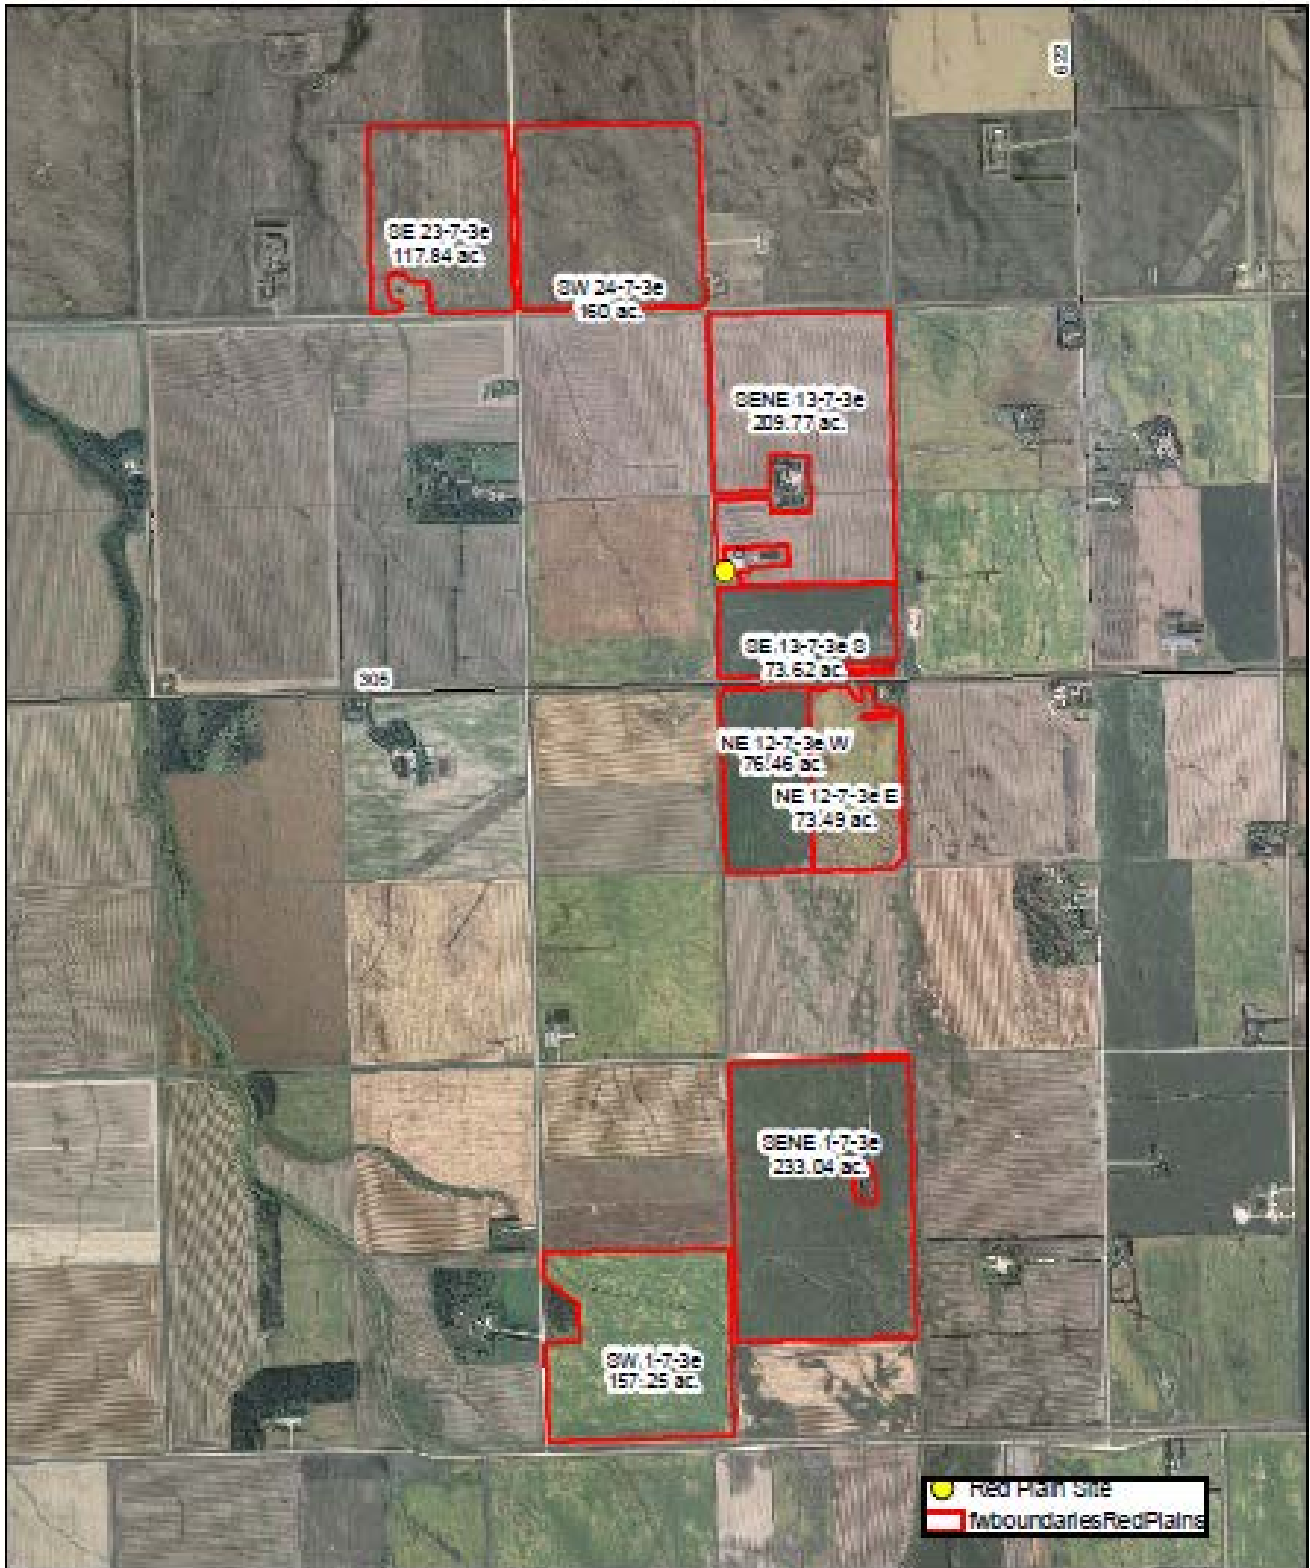 SE 23-7-3e
117.84 ac.
SW 24-7-3e
160 ac.
SENE 13-7-3e
209.77 ac.
SE 13-7-3e S
73.62 ac.
305
NE 12-7-3e W
76.46 ac.
NE 12-7-3e E
73.49 ac.
SENE 1-7-3e
233.04 ac.
SW 1-7-3e
157.25 ac.
Red Plain Site
fwboundariesRedPlains